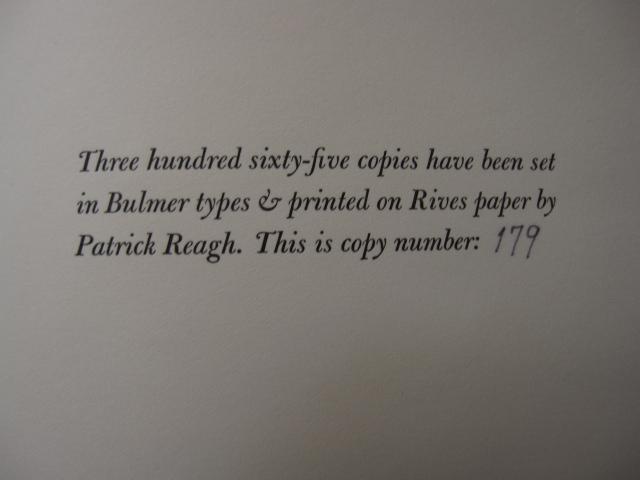 Three hundred sixty-five copies have been set
in Bulmer types & printed on Rives paper by
Patrick Reagh. This is copy number: 179